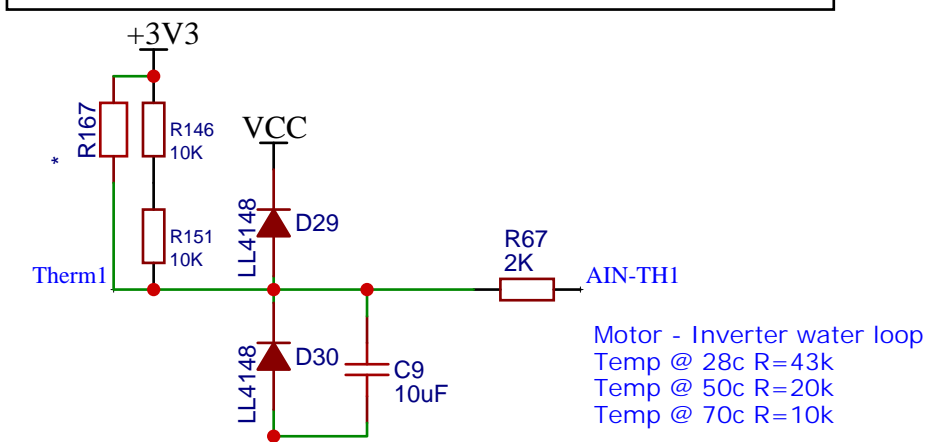 +3V3
R167
*
R146
10K
VCC
LL4148
D29
R151
10K
R67
2K
Therm1
AIN-TH1
LL4148
D30
C9
10uF
Motor - Inverter water loop
Temp @ 28c R=43k
Temp @ 50c R=20k
Temp @ 70c R=10k